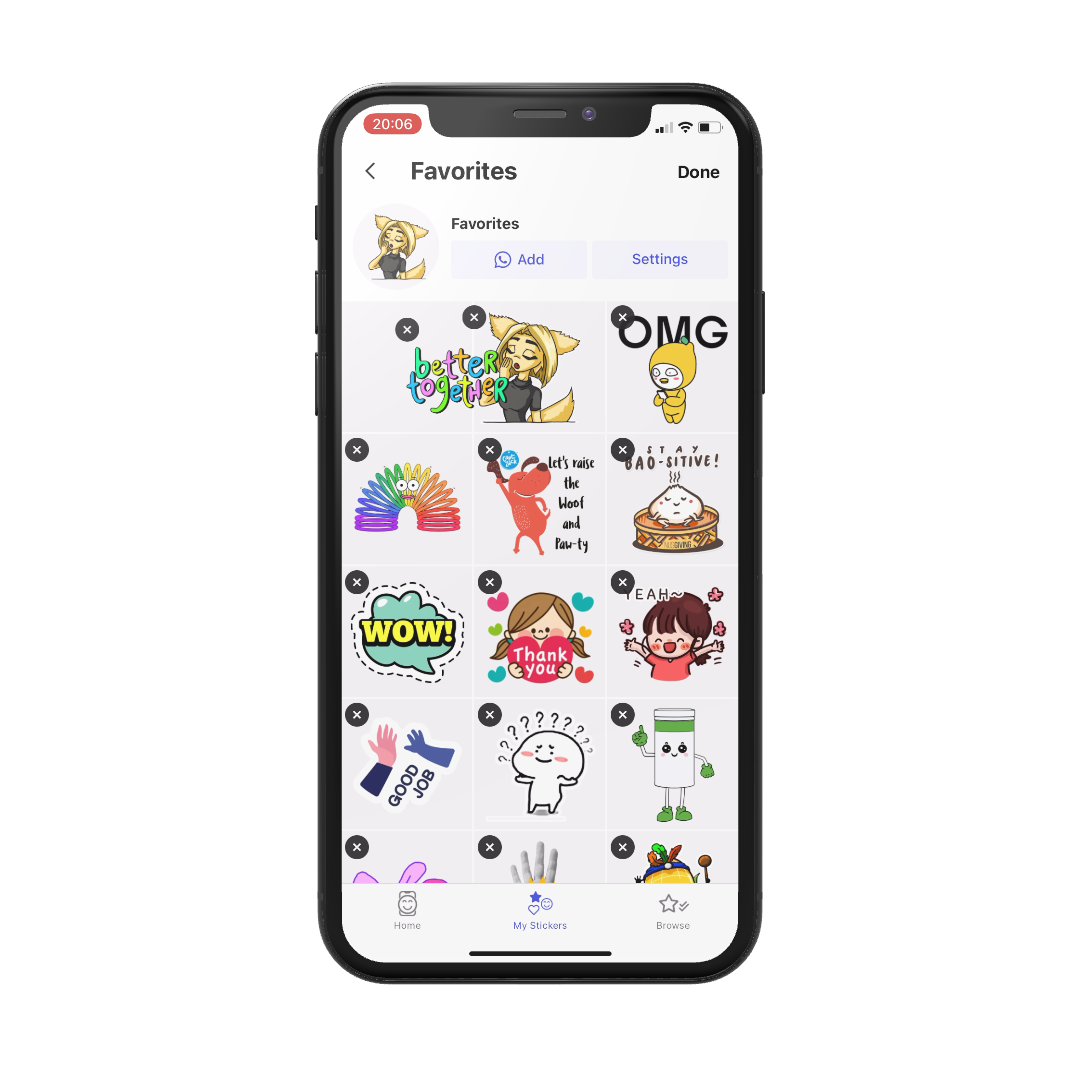 20:06
Favorites
Done
Favorites
Add
Settings
better
together
OMG
Let's raise
the
Woof
and
Paw-ty
STAY
BAO-SITIVE!
WOW!
Thank
you
YEAH~
GOOD
JOB
? ? ? ? ? ? ? ? ? ?
Home
My Stickers
Browse